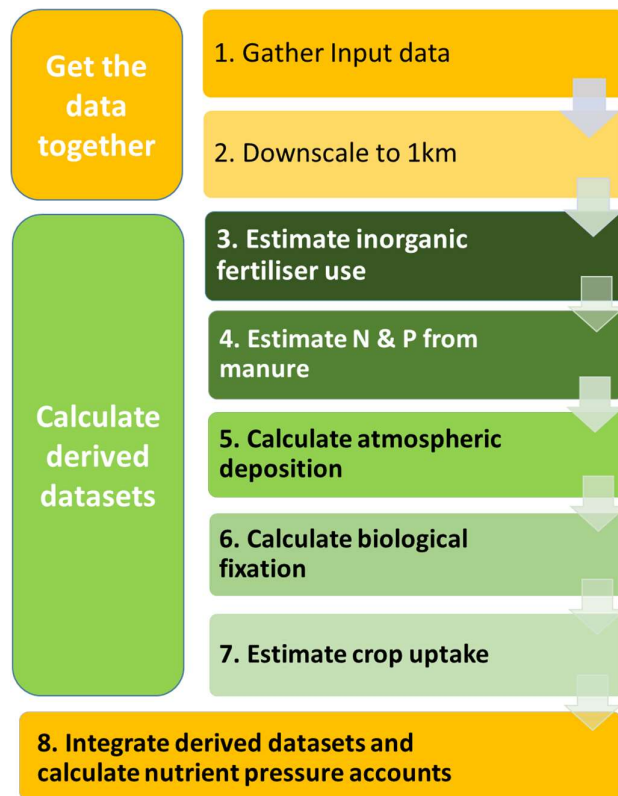 Get the
data
together
1. Gather Input data
2. Downscale to 1km
Calculate
derived
datasets
3. Estimate inorganic
fertiliser use
4. Estimate N & P from
manure
5. Calculate atmospheric
deposition
6. Calculate biological
fixation
7. Estimate crop uptake
8. Integrate derived datasets and
calculate nutrient pressure accounts